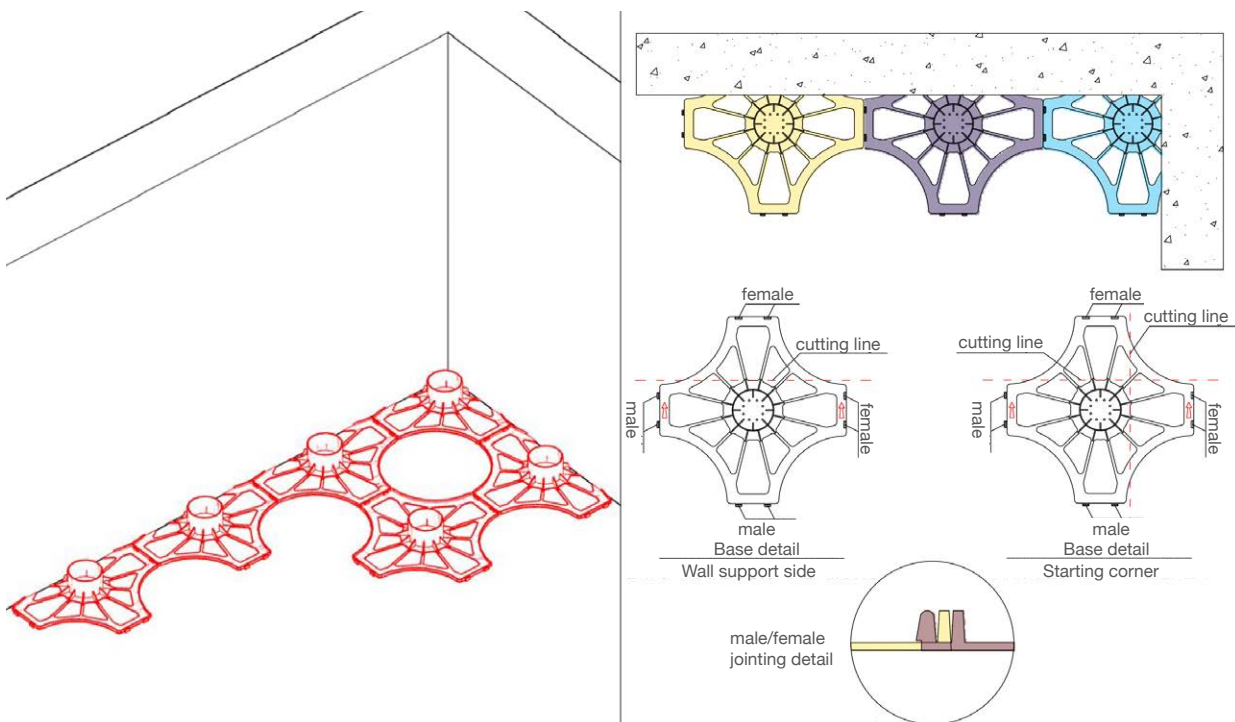 female
cutting line
male
female
male
Base detail
Wall support side
female
cutting line
cutting line
male
female
male
Base detail
Starting corner
male/female
jointing detail